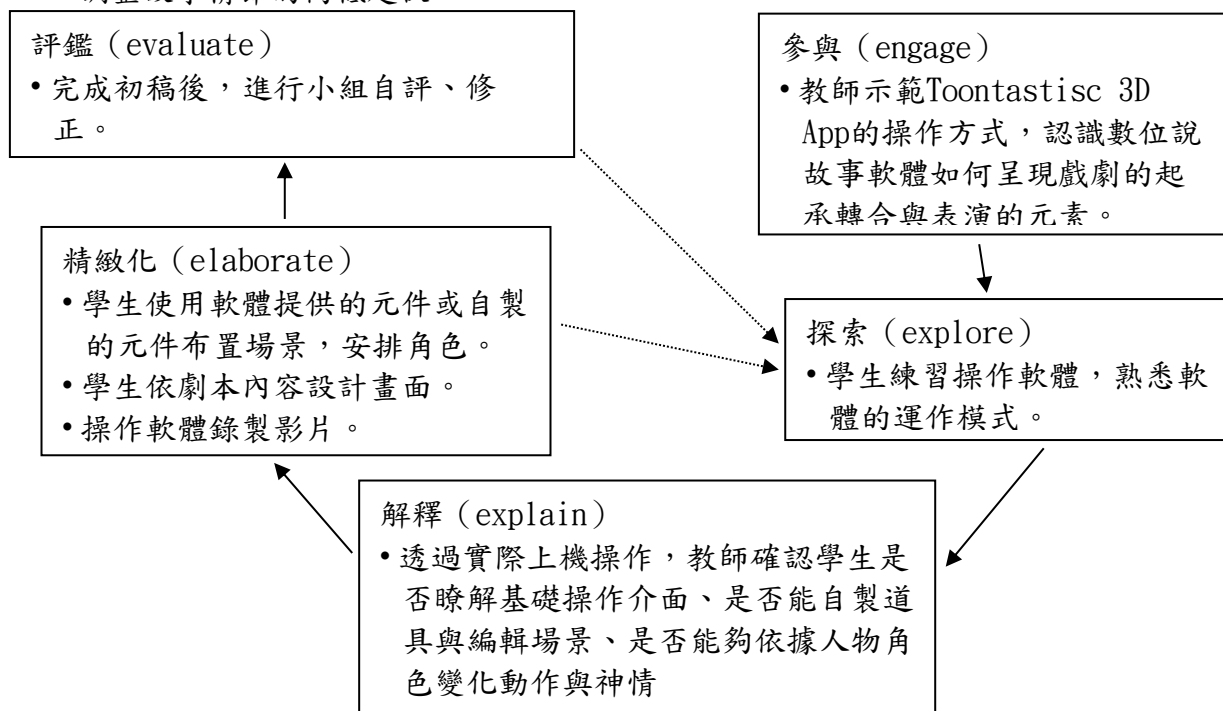 評鑑（evaluate）
•完成初稿後，進行小組自評、修
正。
參與（engage）
•教師示範Toontastisc 3D
App的操作方式，認識數位說
故事軟體如何呈現戲劇的起
承轉合與表演的元素。
精緻化（elaborate）
•學生使用軟體提供的元件或自製
的元件布置場景，安排角色。
•學生依劇本內容設計畫面。
•操作軟體錄製影片。
探索（explore）
•學生練習操作軟體，熟悉軟
體的運作模式。
解釋（explain）
•透過實際上機操作，教師確認學生是
否瞭解基礎操作介面、是否能自製道
具與編輯場景、是否能夠依據人物角
色變化動作與神情